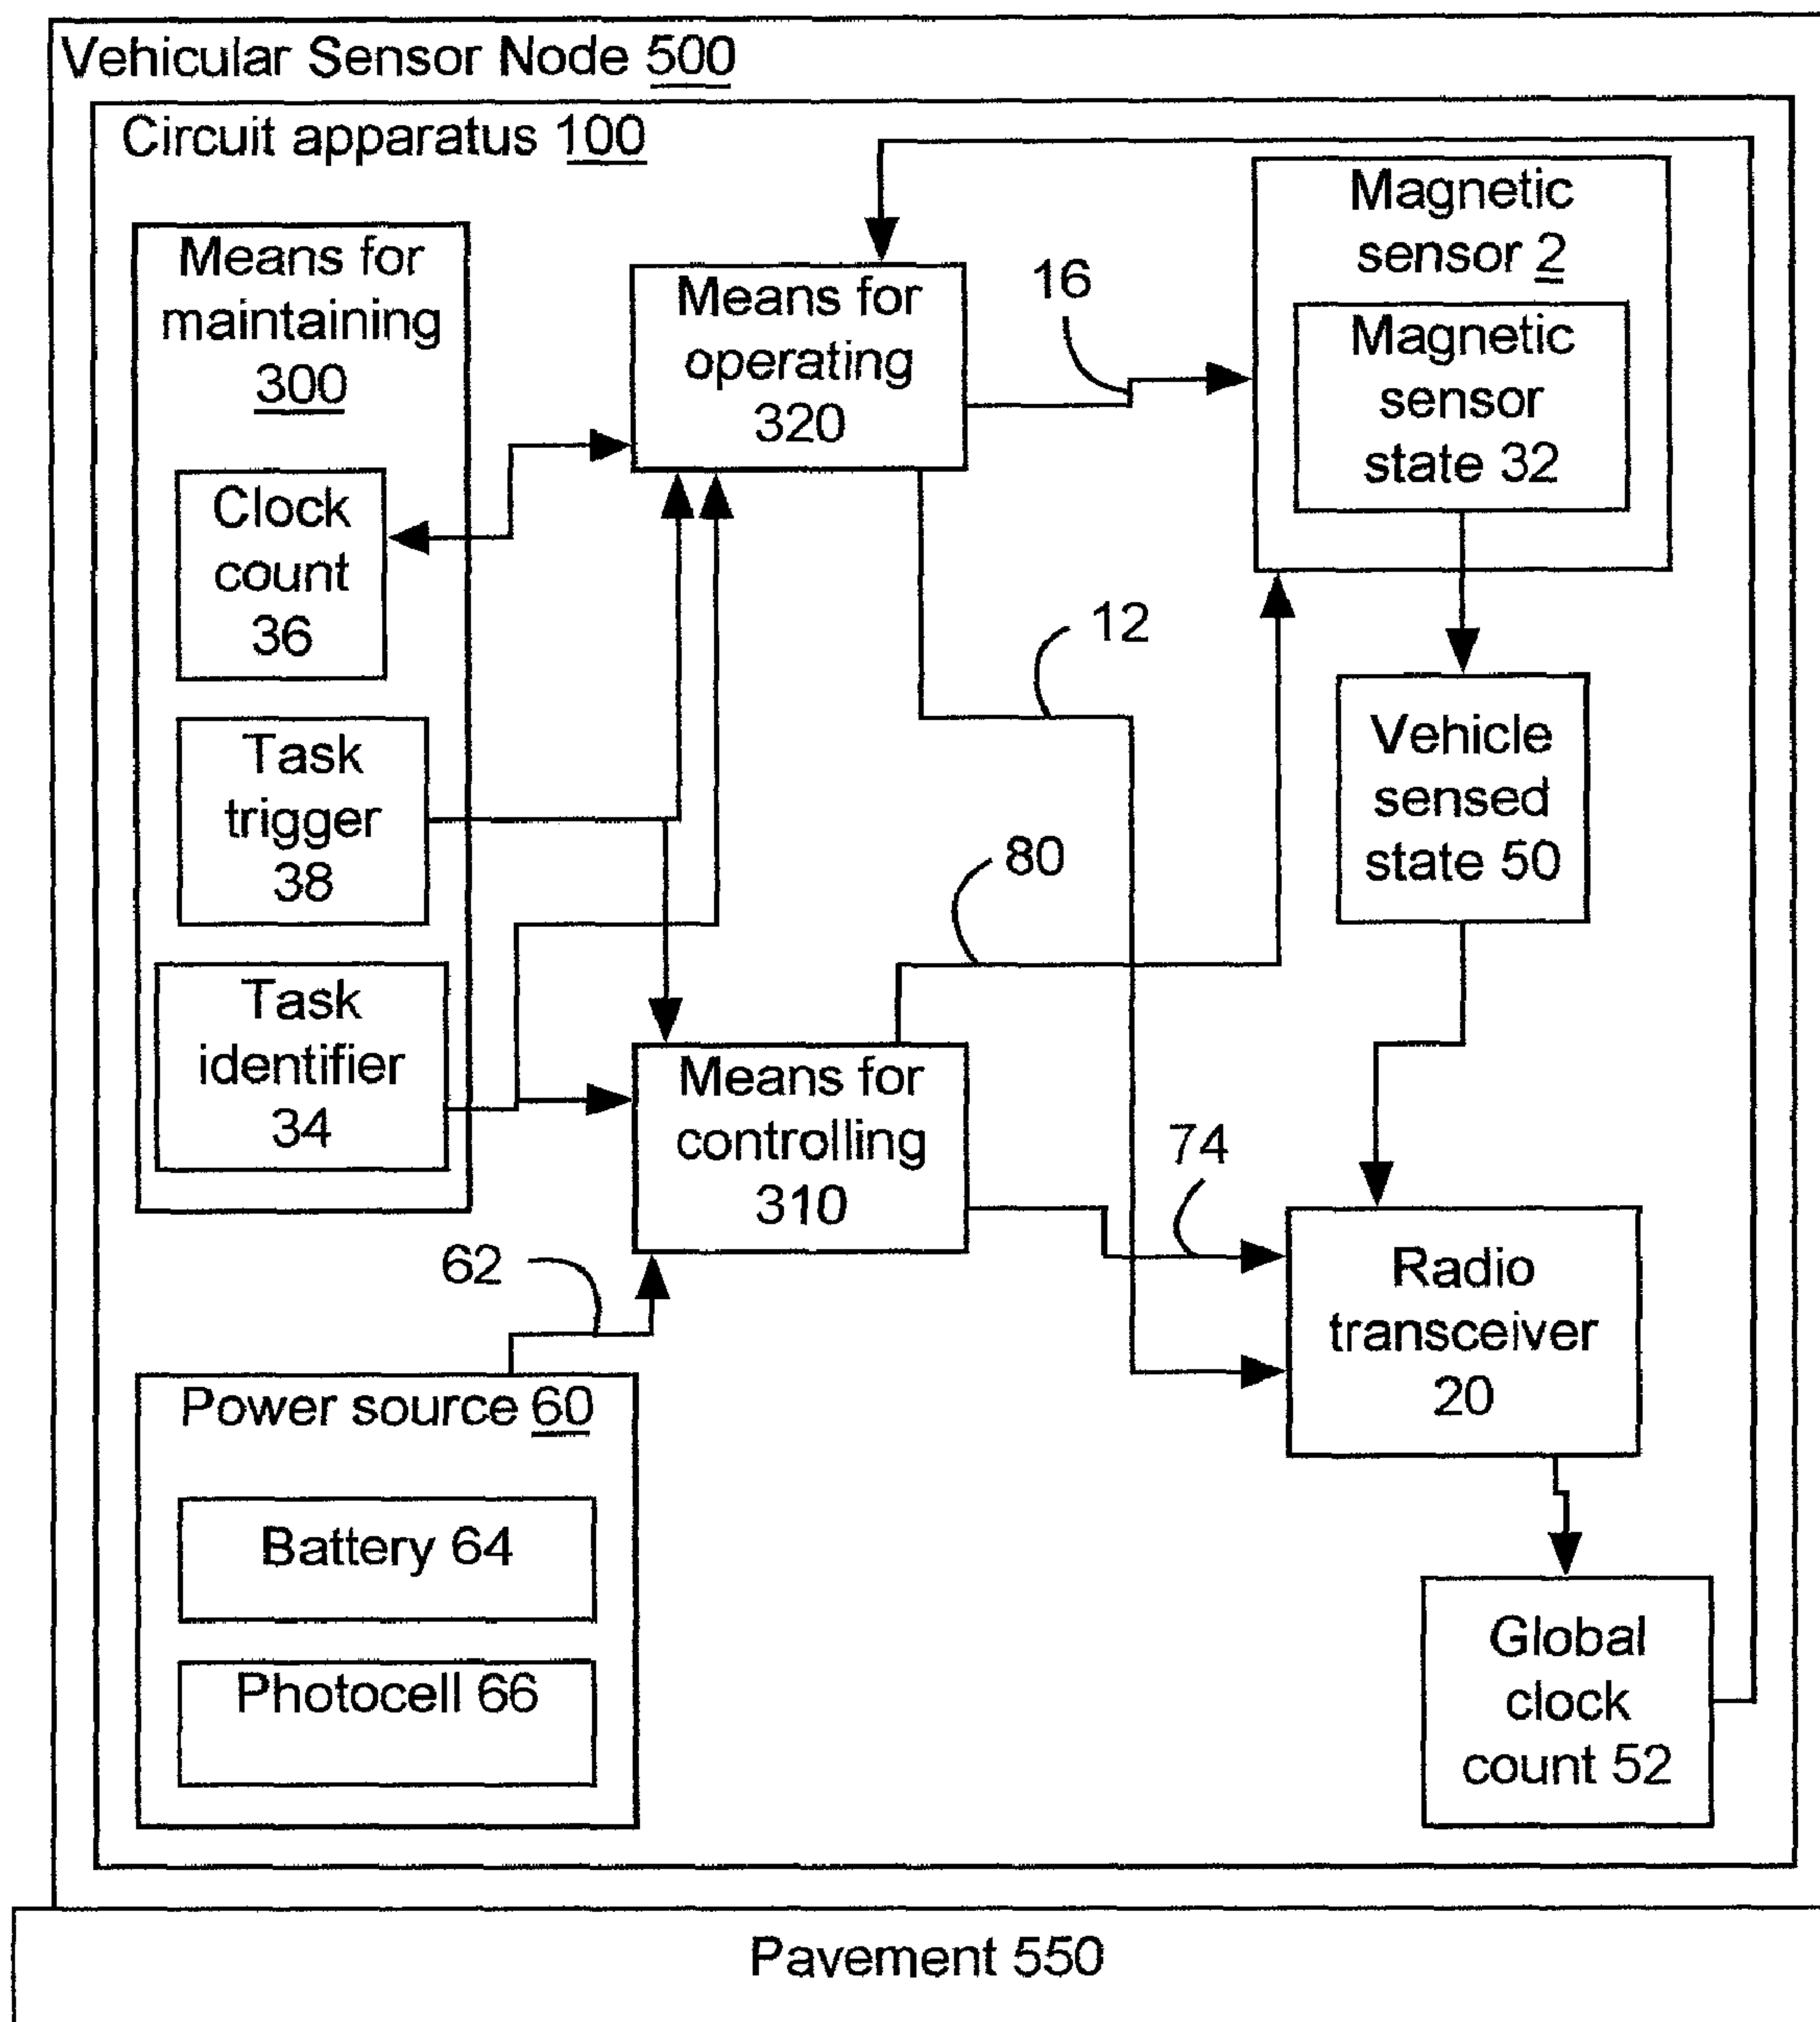 Vehicular Sensor Node 500
Circuit apparatus 100
Means for
maintaining
300
Clock
count
36
Task
trigger
38
Task
identifier
34
Means for
operating
320
16
Magnetic
sensor 2
Magnetic
sensor
state 32
12
Vehicle
sensed
state 50
80
Means for
controlling
310
74
62
Radio
transceiver
20
Power source 60
Battery 64
Photocell 66
Global
clock
count 52
Pavement 550